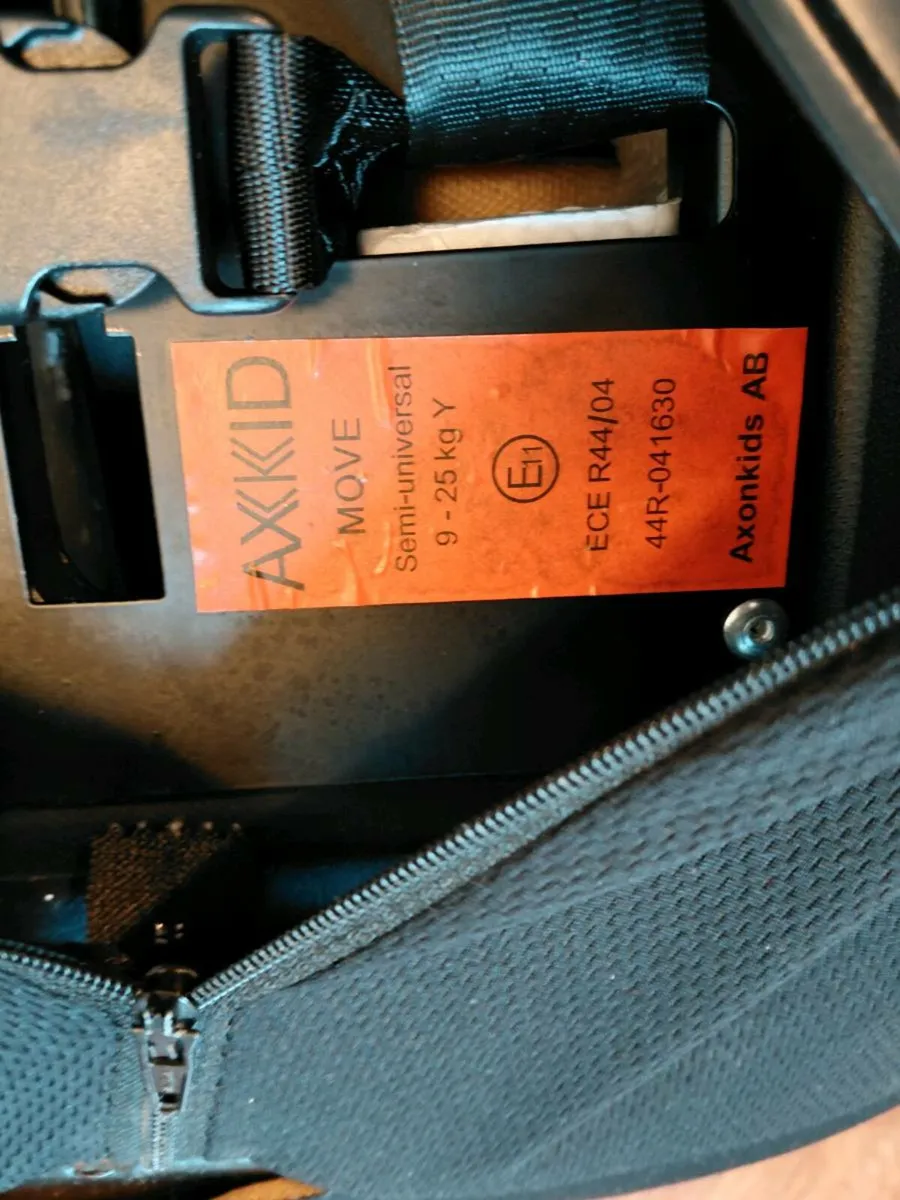 AXKID
MOVE
Semi-universal
9 - 25 kg Y
E11
ECE R44/04
44R-041630
Axonkids AB